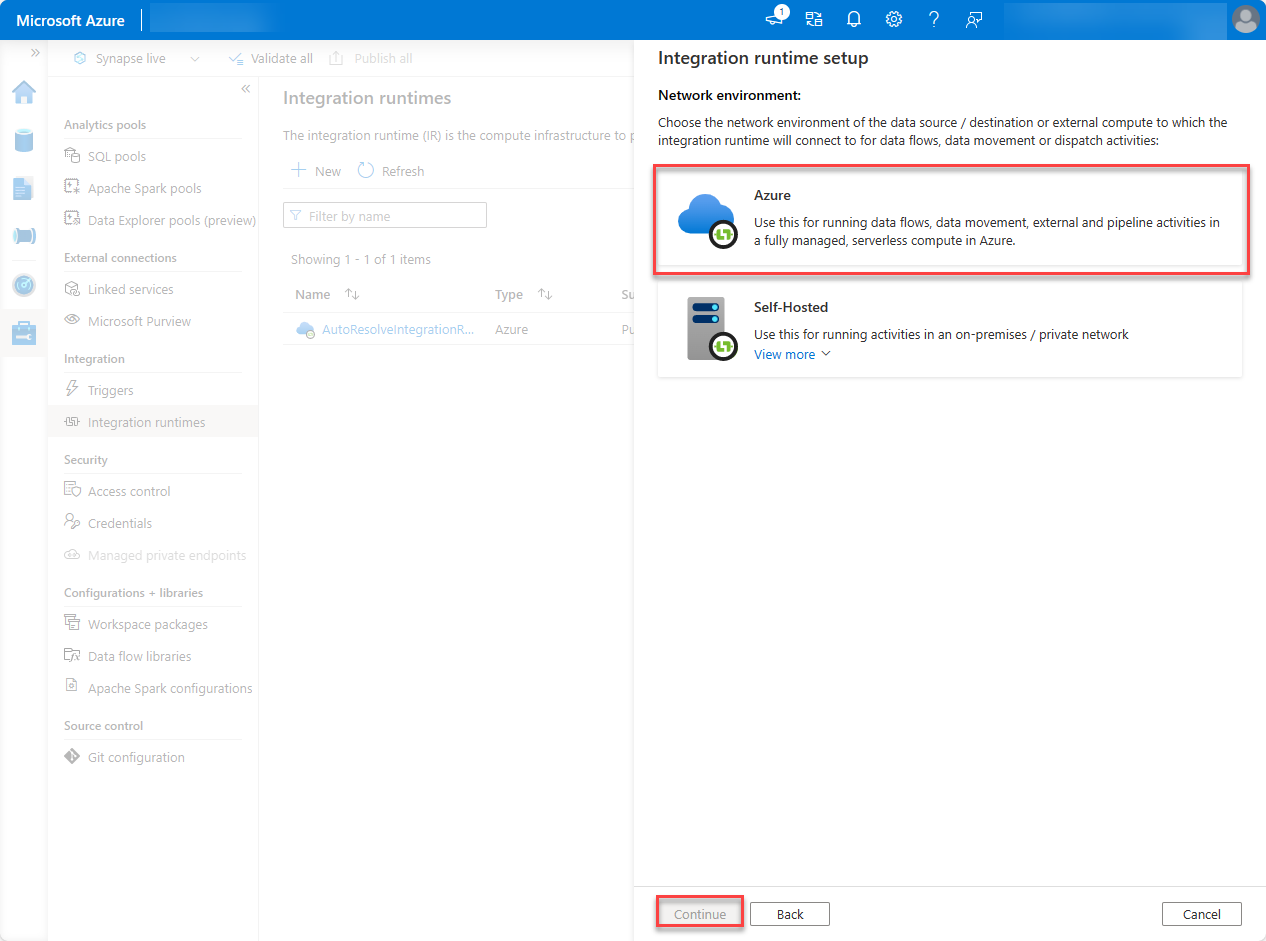 Microsoft Azure
1
Synapse live
Validate all
Publish all
Analytics pools
SQL pools
Apache Spark pools
Data Explorer pools (preview)
External connections
Linked services
Microsoft Purview
Integration
Triggers
Integration runtimes
Security
Access control
Credentials
Managed private endpoints
Configurations + libraries
Workspace packages
Data flow libraries
Apache Spark configurations
Source control
Git configuration
Integration runtimes
The integration runtime (IR) is the compute infrastructure to
New
Refresh
Filter by name
Showing 1 - 1 of 1 items
Name
Type
Su
AutoResolveIntegrationR...
Azure
Pu
Integration runtime setup
Network environment:
Choose the network environment of the data source / destination or external compute to which the
integration runtime will connect to for data flows, data movement or dispatch activities:
Azure
Use this for running data flows, data movement, external and pipeline activities in
a fully managed, serverless compute in Azure.
Self-Hosted
Use this for running activities in an on-premises / private network
View more
Continue
Back
Cancel